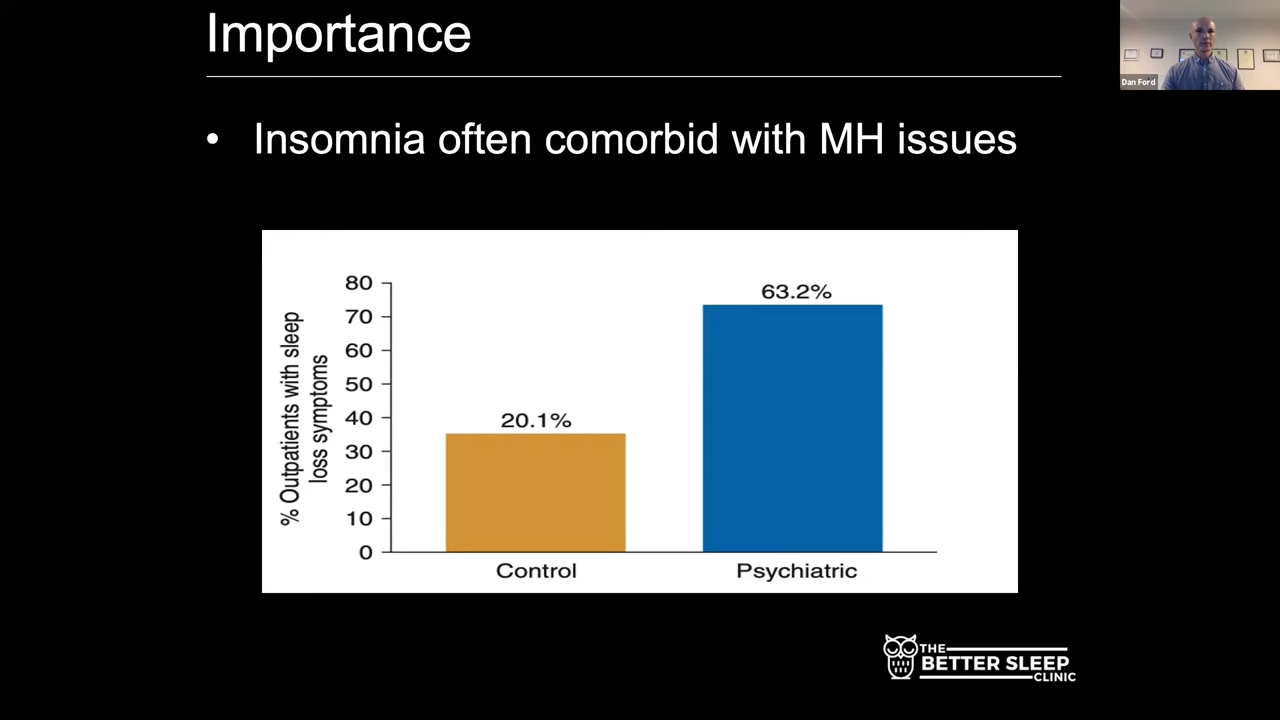 Importance
Dan Ford
• Insomnia often comorbid with MH issues
% Outpatients with sleep
loss symptoms
80
70
60
50
40
30
20
10
0
20.1%
63.2%
Control
Psychiatric
THE
BETTER SLEEP
CLINIC